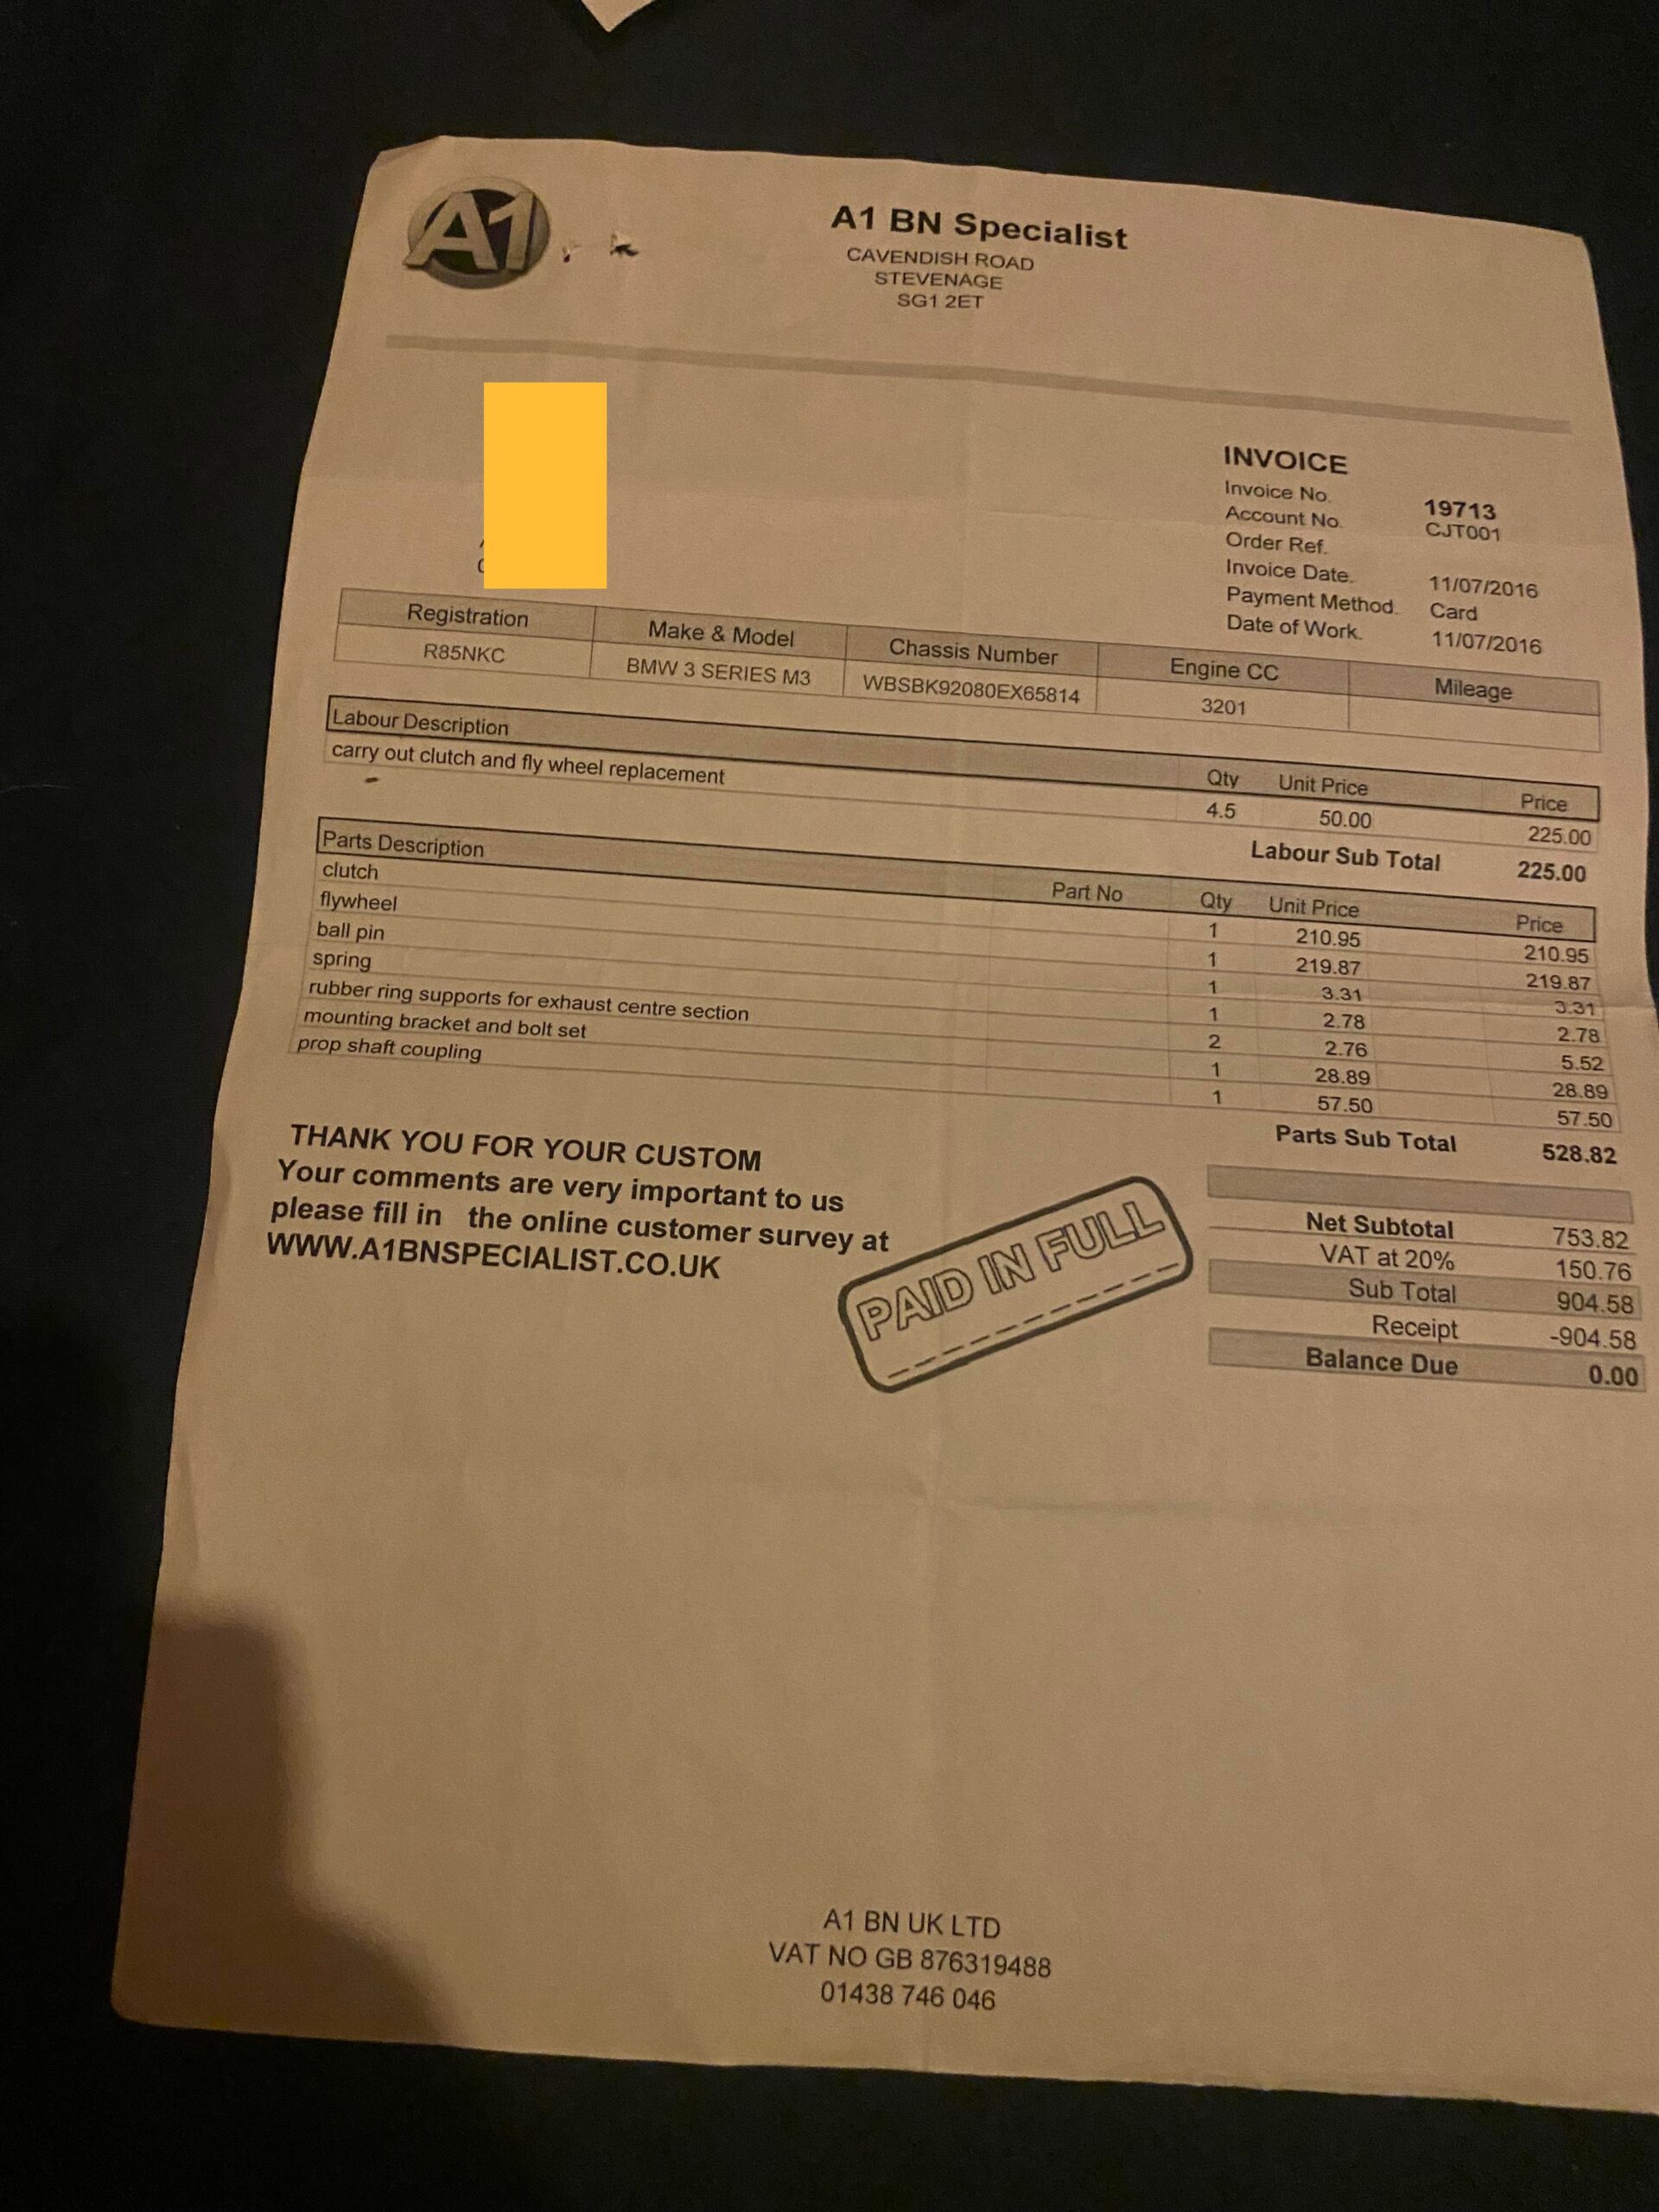 A1
A1 BN Specialist
CAVENDISH ROAD
STEVENAGE
SG1 2ET
INVOICE
Invoice No. 19713
Account No. CJT001
Order Ref.
Invoice Date. 11/07/2016
Payment Method. Card
Date of Work. 11/07/2016
Registration Make & Model Chassis Number Engine CC Mileage
R85NKC BMW 3 SERIES M3 WBSBK92080EX65814 3201
Labour Description Qty Unit Price Price
carry out clutch and fly wheel replacement 4.5 50.00 225.00
Labour Sub Total 225.00
Parts Description Part No Qty Unit Price Price
clutch 1 210.95 210.95
flywheel 1 219.87 219.87
ball pin 1 3.31 3.31
spring 1 2.78 2.78
rubber ring supports for exhaust centre section 2 2.76 5.52
mounting bracket and bolt set 1 28.89 28.89
prop shaft coupling 1 57.50 57.50
Parts Sub Total 528.82
THANK YOU FOR YOUR CUSTOM
Your comments are very important to us
please fill in the online customer survey at
WWW.A1BNSPECIALIST.CO.UK
PAID IN FULL
Net Subtotal 753.82
VAT at 20% 150.76
Sub Total 904.58
Receipt -904.58
Balance Due 0.00
A1 BN UK LTD
VAT NO GB 876319488
01438 746 046